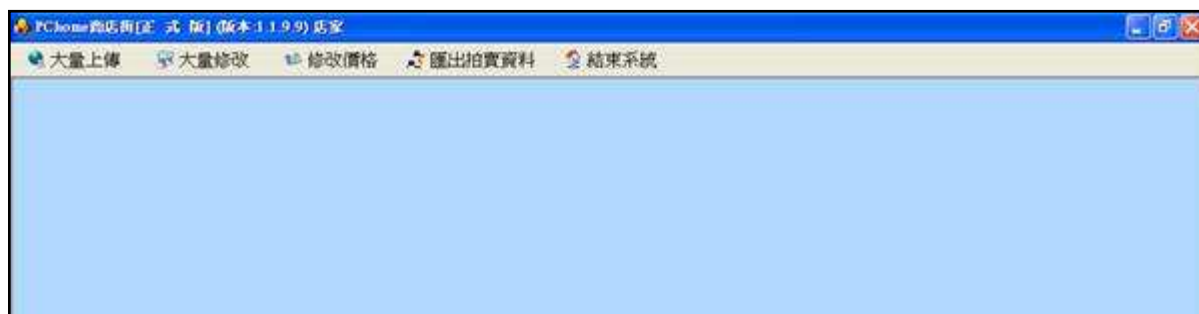 PChome商店街[正 式 版] (版本:1.1.9.9) 店家
大量上傳 大量修改 修改價格 匯出拍賣資料 結束系統